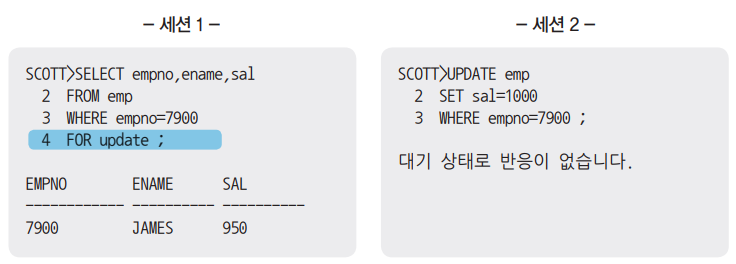 – 세션 1 –
SCOTT>SELECT empno,ename,sal
2 FROM emp
3 WHERE empno=7900
4 FOR update ;
EMPNO ENAME SAL
------------ ---------- ----------
7900 JAMES 950
– 세션 2 –
SCOTT>UPDATE emp
2 SET sal=1000
3 WHERE empno=7900 ;
대기 상태로 반응이 없습니다.